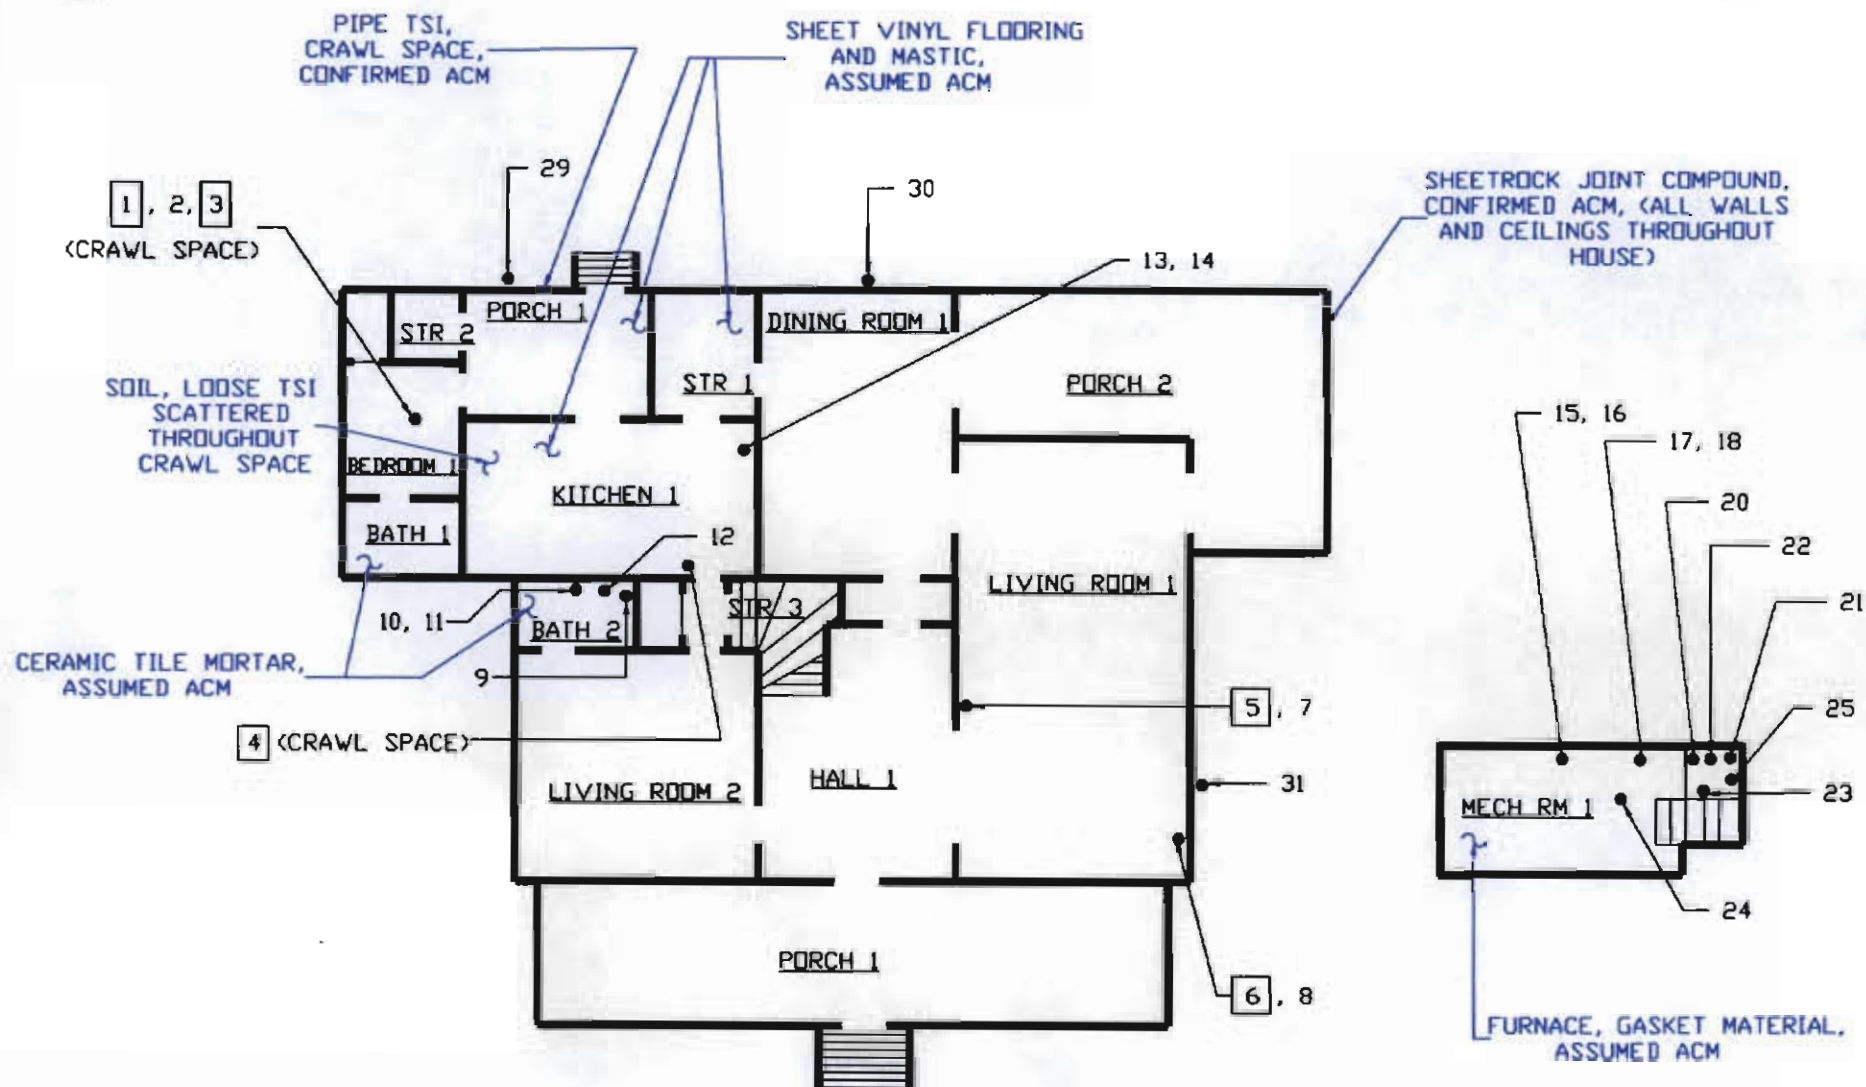 PIPE TSI,
CRAWL SPACE,
CONFIRMED ACM
SHEET VINYL FLOORING
AND MASTIC,
ASSUMED ACM
29
30
1, 2, 3
(CRAWL SPACE)
SHEETROCK JOINT COMPOUND,
CONFIRMED ACM, (ALL WALLS
AND CEILINGS THROUGHOUT
HOUSE)
13, 14
PORCH 1
STR 2
DINING ROOM 1
STR 1
PORCH 2
SOIL, LOOSE TSI
SCATTERED
THROUGHOUT
CRAWL SPACE
BEDROOM 1
KITCHEN 1
BATH 1
12
LIVING ROOM 1
STR 3
10, 11
BATH 2
CERAMIC TILE MORTAR,
ASSUMED ACM
9
4 (CRAWL SPACE)
5, 7
HALL 1
LIVING ROOM 2
31
6, 8
PORCH 1
15, 16
17, 18
20
22
21
25
23
MECH RM 1
24
FURNACE, GASKET MATERIAL,
ASSUMED ACM